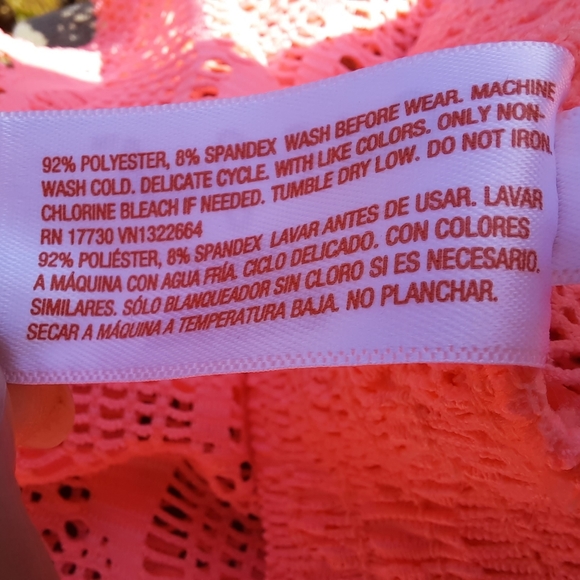 92% POLYESTER, 8% SPANDEX WASH BEFORE WEAR. MACHINE
WASH COLD. DELICATE CYCLE. WITH LIKE COLORS. ONLY NON-
CHLORINE BLEACH IF NEEDED. TUMBLE DRY LOW. DO NOT IRON.
RN 17730 VN1322664
92% POLIÉSTER, 8% SPANDEX LAVAR ANTES DE USAR. LAVAR
A MÁQUINA CON AGUA FRÍA. CICLO DELICADO. CON COLORES
SIMILARES. SÓLO BLANQUEADOR SIN CLORO SI ES NECESARIO.
SECAR A MÁQUINA A TEMPERATURA BAJA. NO PLANCHAR.